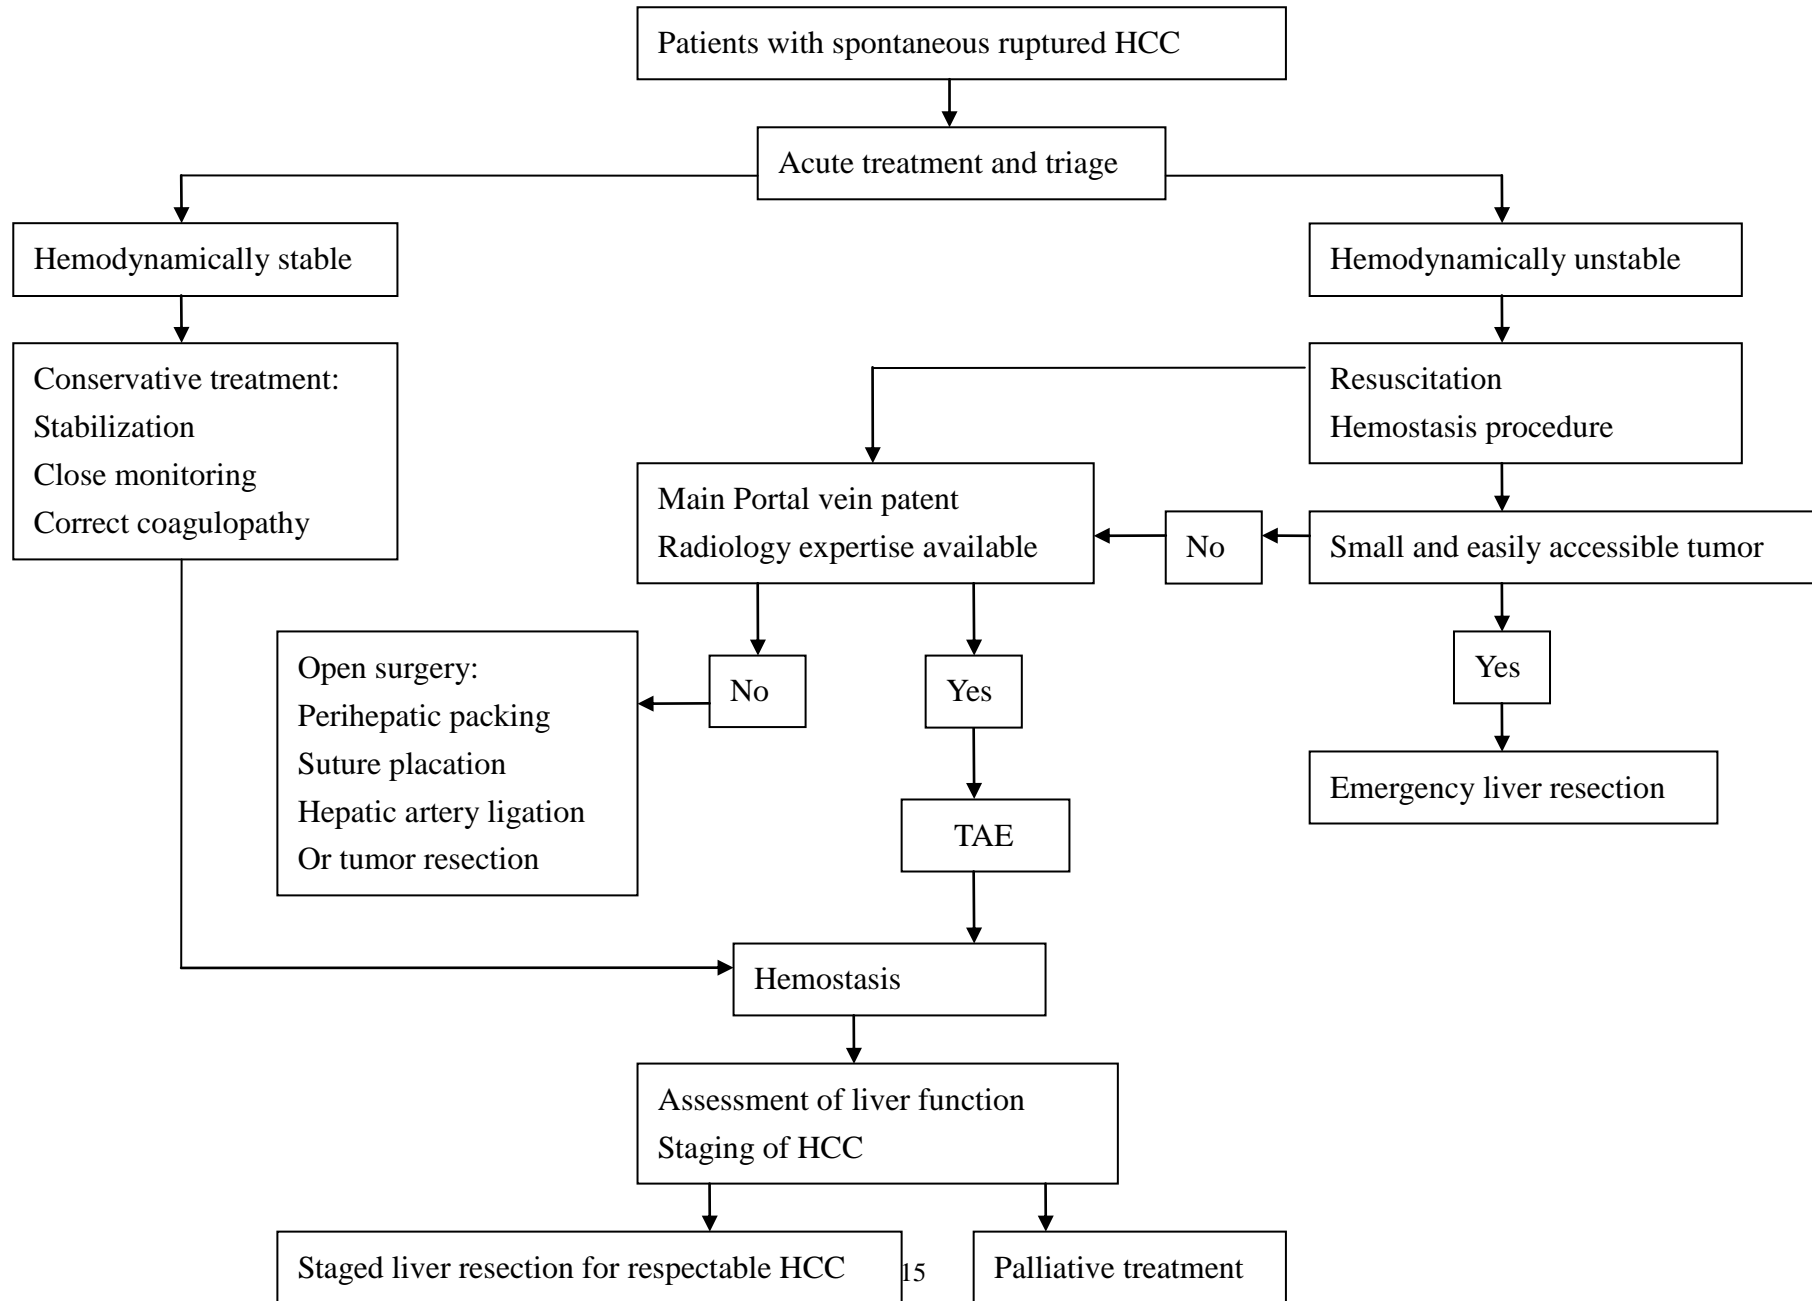 Patients with spontaneous ruptured HCC
Acute treatment and triage
Hemodynamically stable
Hemodynamically unstable
Conservative treatment:
Stabilization
Close monitoring
Correct coagulopathy
Resuscitation
Hemostasis procedure
Main Portal vein patent
Radiology expertise available
No
Small and easily accessible tumor
Open surgery:
Perihepatic packing
Suture placation
Hepatic artery ligation
Or tumor resection
No
Yes
Yes
Emergency liver resection
TAE
Hemostasis
Assessment of liver function
Staging of HCC
Staged liver resection for respectable HCC
15
Palliative treatment